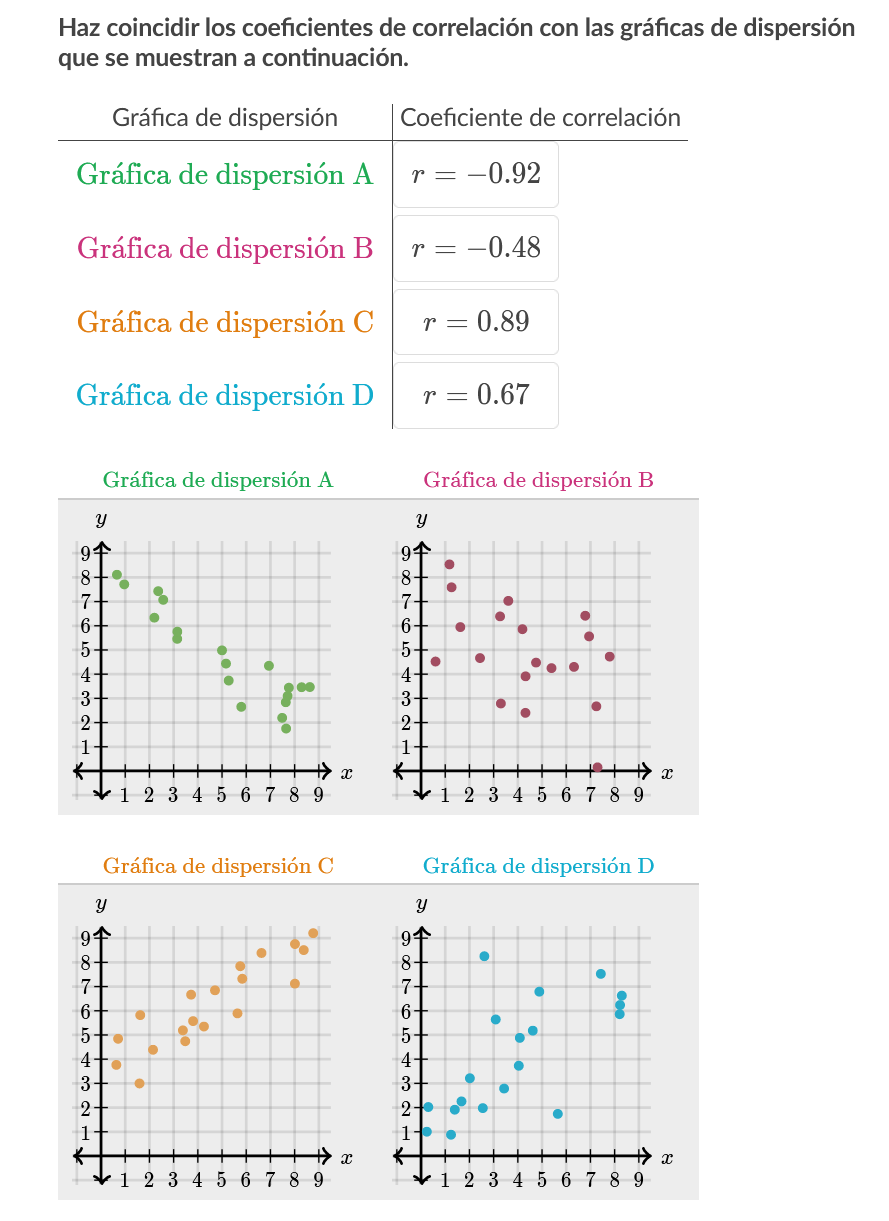 Haz coincidir los coeficientes de correlación con las gráficas de dispersión
que se muestran a continuación.
Gráfica de dispersión Coeficiente de correlación
Gráfica de dispersión A r = −0.92
Gráfica de dispersión B r = −0.48
Gráfica de dispersión C r = 0.89
Gráfica de dispersión D r = 0.67
Gráfica de dispersión A Gráfica de dispersión B
y y
9 9
8 8
7 7
6 6
5 5
4 4
3 3
2 2
1 1
x x
1 2 3 4 5 6 7 8 9 1 2 3 4 5 6 7 8 9
Gráfica de dispersión C Gráfica de dispersión D
y y
9 9
8 8
7 7
6 6
5 5
4 4
3 3
2 2
1 1
x x
1 2 3 4 5 6 7 8 9 1 2 3 4 5 6 7 8 9